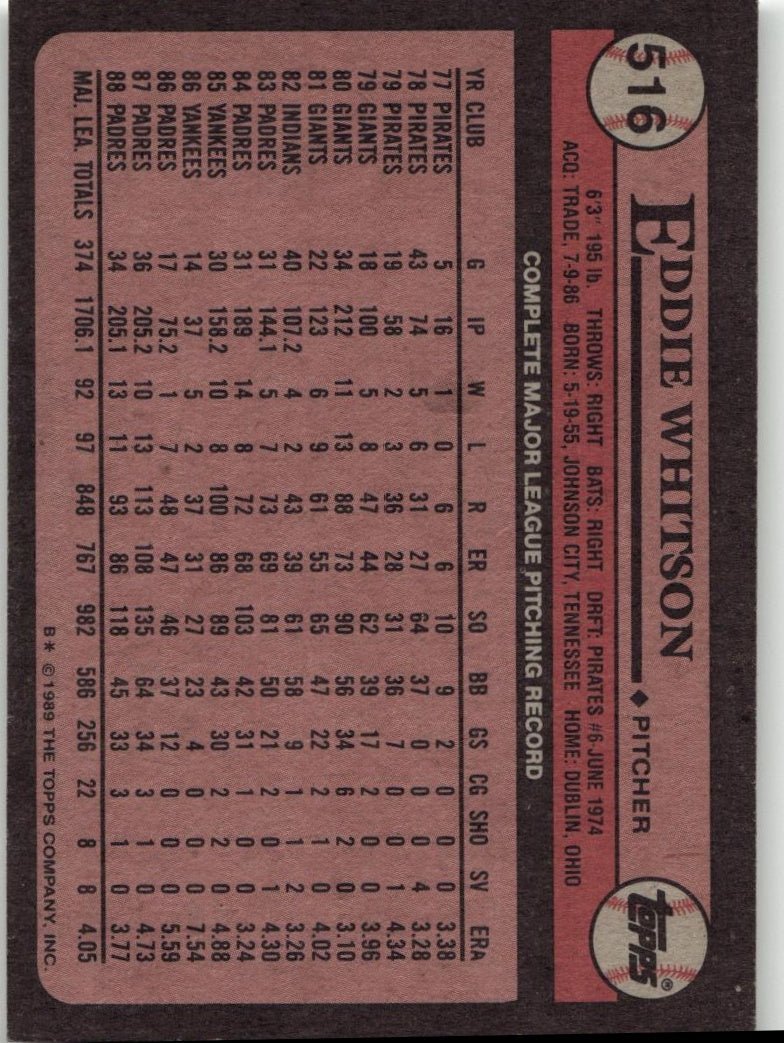 516
EDDIE WHITSON ♦ PITCHER
topps®
6'3" 195 lb. THROWS: RIGHT BATS: RIGHT DRFT: PIRATES #6-JUNE 1974
ACQ: TRADE, 7-9-86 BORN: 5-19-55, JOHNSON CITY, TENNESSEE HOME: DUBLIN, OHIO
COMPLETE MAJOR LEAGUE PITCHING RECORD
YR CLUB G IP W L R ER SO BB GS CG SHO SV ERA
77 PIRATES 5 16 1 0 6 6 10 9 2 0 0 0 3.38
78 PIRATES 43 74 5 6 31 27 64 37 0 0 0 4 3.28
79 PIRATES 19 58 2 3 36 28 31 36 7 0 0 1 4.34
79 GIANTS 18 100 5 8 47 44 62 39 17 2 0 0 3.96
80 GIANTS 34 212 11 13 88 73 90 56 34 6 2 0 3.10
81 GIANTS 22 123 6 9 61 55 65 47 22 2 1 0 4.02
82 INDIANS 40 107.2 4 2 43 39 61 58 9 1 1 2 3.26
83 PADRES 31 144.1 5 7 73 69 81 50 21 2 0 1 4.30
84 PADRES 31 189 14 8 72 68 103 42 31 1 0 0 3.24
85 YANKEES 30 158.2 10 8 100 86 89 43 30 2 2 0 4.88
86 YANKEES 14 37 5 2 37 31 27 23 4 0 0 0 7.54
86 PADRES 17 75.2 1 7 48 47 46 37 12 0 0 0 5.59
87 PADRES 36 205.2 10 13 113 108 135 64 34 3 1 0 4.73
88 PADRES 34 205.1 13 11 93 86 118 45 33 3 1 0 3.77
MAJ. LEA. TOTALS 374 1706.1 92 97 848 767 982 586 256 22 8 8 4.05
B* ©1989 THE TOPPS COMPANY, INC.